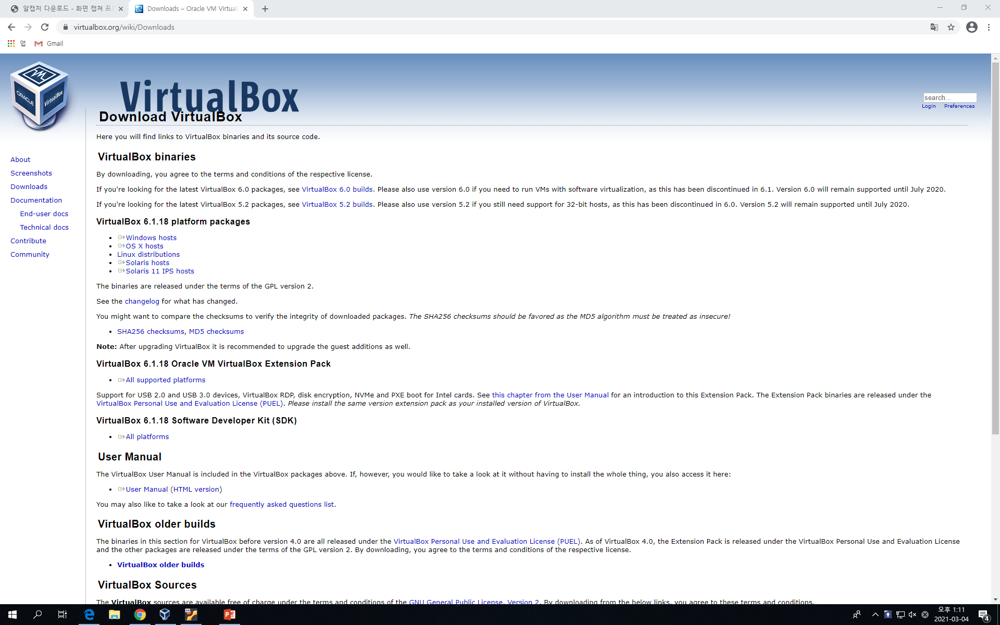 알캡처 다운로드 - 화면 캡쳐 프
Downloads – Oracle VM Virtual
virtualbox.org/wiki/Downloads
앱
Gmail
ORACLE
VirtualBox
VirtualBox
search...
Login
Preferences
Download VirtualBox
Here you will find links to VirtualBox binaries and its source code.
About
Screenshots
Downloads
Documentation
End-user docs
Technical docs
Contribute
Community
VirtualBox binaries
By downloading, you agree to the terms and conditions of the respective license.
If you're looking for the latest VirtualBox 6.0 packages, see VirtualBox 6.0 builds. Please also use version 6.0 if you need to run VMs with software virtualization, as this has been discontinued in 6.1. Version 6.0 will remain supported until July 2020.
If you're looking for the latest VirtualBox 5.2 packages, see VirtualBox 5.2 builds. Please also use version 5.2 if you still need support for 32-bit hosts, as this has been discontinued in 6.0. Version 5.2 will remain supported until July 2020.
VirtualBox 6.1.18 platform packages
Windows hosts
OS X hosts
Linux distributions
Solaris hosts
Solaris 11 IPS hosts
The binaries are released under the terms of the GPL version 2.
See the changelog for what has changed.
You might want to compare the checksums to verify the integrity of downloaded packages. The SHA256 checksums should be favored as the MD5 algorithm must be treated as insecure!
SHA256 checksums, MD5 checksums
Note: After upgrading VirtualBox it is recommended to upgrade the guest additions as well.
VirtualBox 6.1.18 Oracle VM VirtualBox Extension Pack
All supported platforms
Support for USB 2.0 and USB 3.0 devices, VirtualBox RDP, disk encryption, NVMe and PXE boot for Intel cards. See this chapter from the User Manual for an introduction to this Extension Pack. The Extension Pack binaries are released under the
VirtualBox Personal Use and Evaluation License (PUEL). Please install the same version extension pack as your installed version of VirtualBox.
VirtualBox 6.1.18 Software Developer Kit (SDK)
All platforms
User Manual
The VirtualBox User Manual is included in the VirtualBox packages above. If, however, you would like to take a look at it without having to install the whole thing, you also access it here:
User Manual (HTML version)
You may also like to take a look at our frequently asked questions list.
VirtualBox older builds
The binaries in this section for VirtualBox before version 4.0 are all released under the VirtualBox Personal Use and Evaluation License (PUEL). As of VirtualBox 4.0, the Extension Pack is released under the VirtualBox Personal Use and Evaluation License
and the other packages are released under the terms of the GPL version 2. By downloading, you agree to the terms and conditions of the respective license.
VirtualBox older builds
VirtualBox Sources
The VirtualBox sources are available free of charge under the terms and conditions of the GNU General Public License, Version 2. By downloading from the below links, you agree to these terms and conditions.
오후 1:11
2021-03-04
4